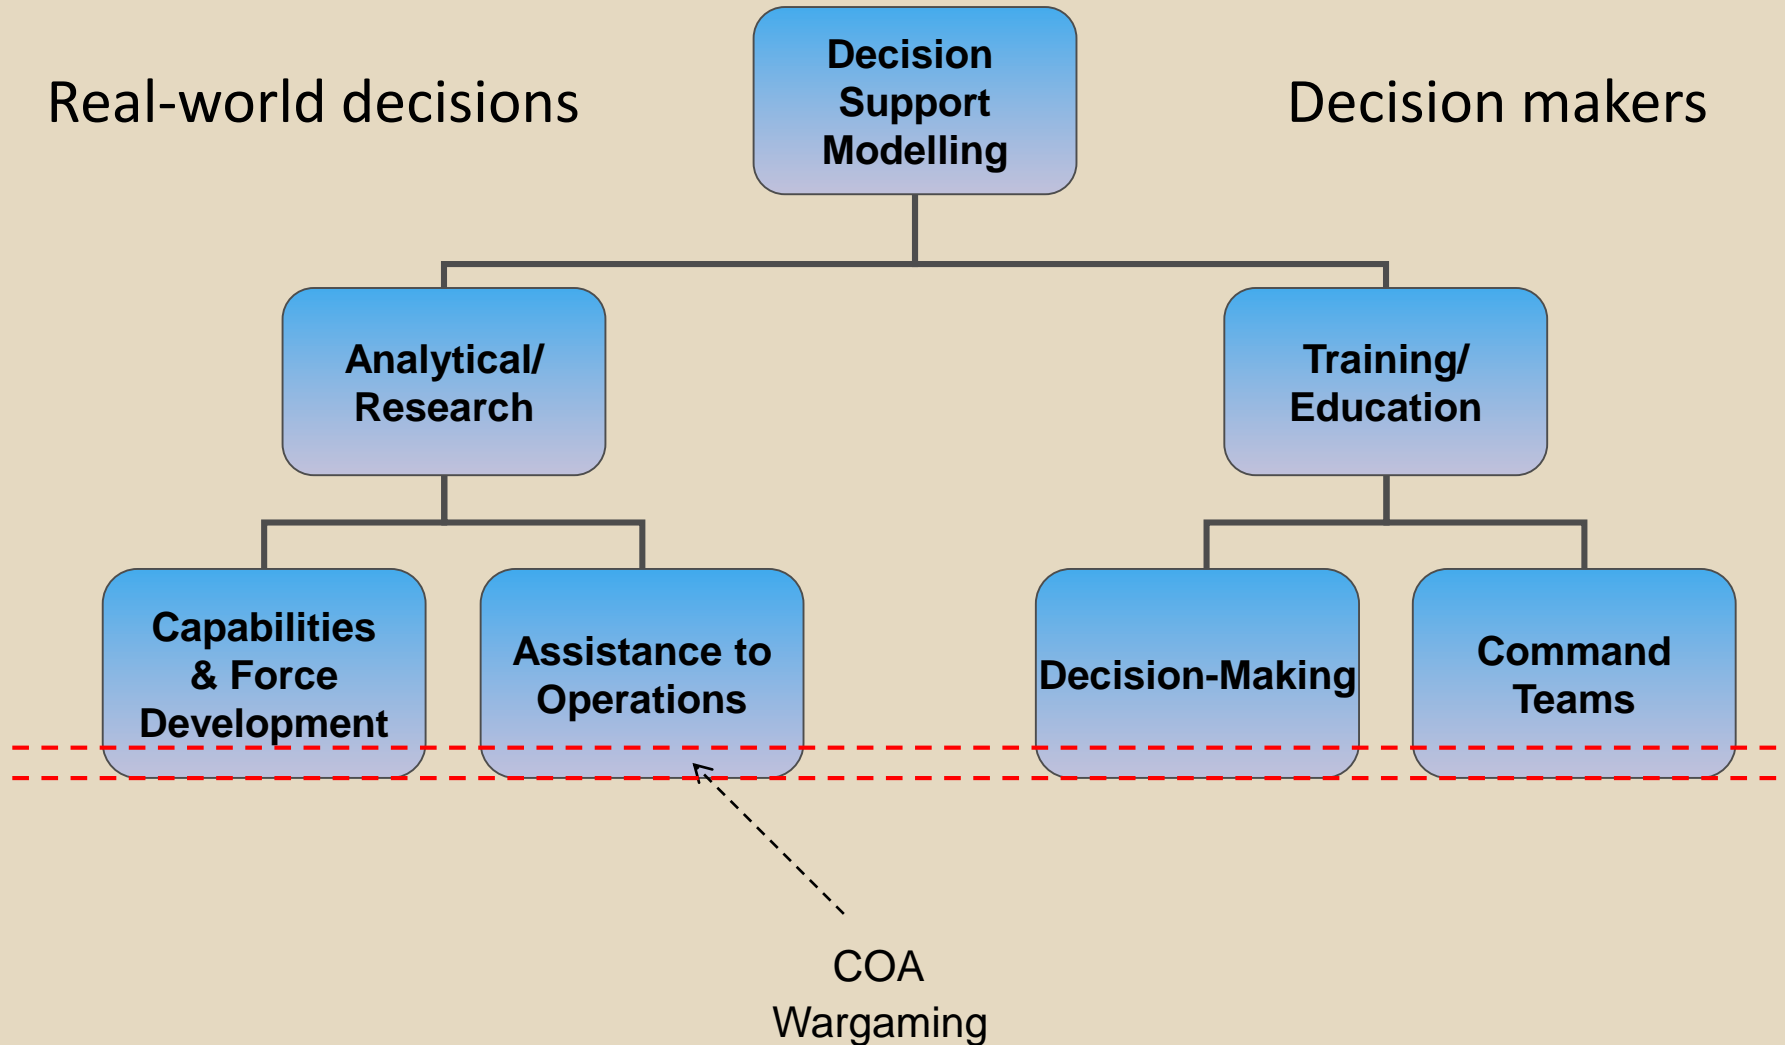 Real-world decisions
Decision
Support
Modelling
Decision makers
Analytical/
Research
Training/
Education
Capabilities
& Force
Development
Assistance to
Operations
Decision-Making
Command
Teams
COA
Wargaming